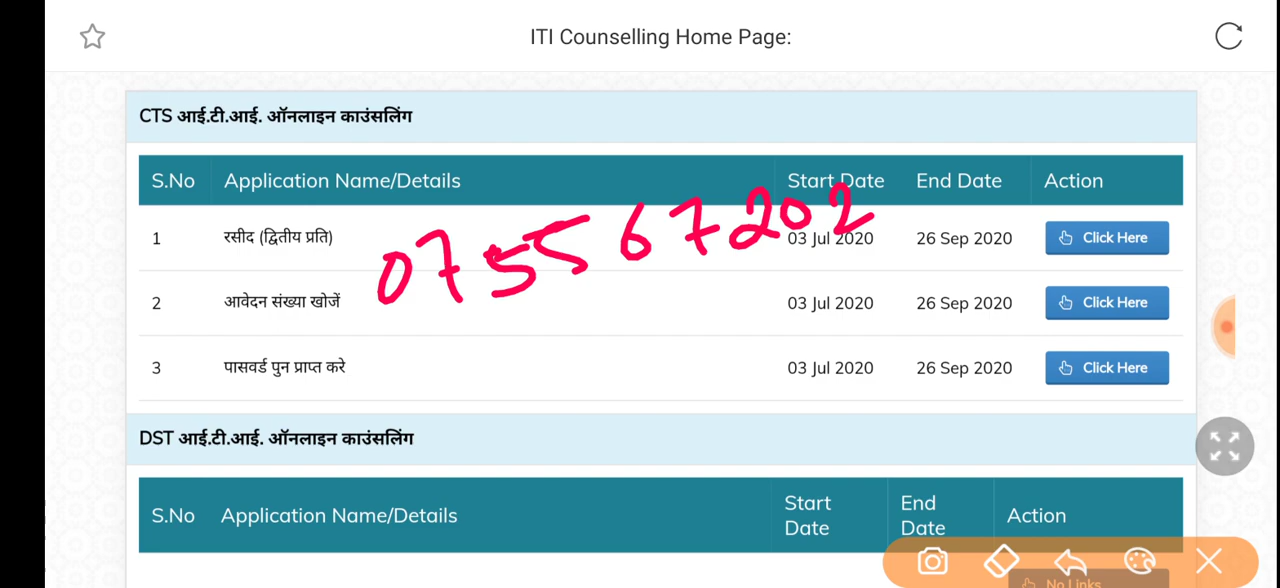 ITI Counselling Home Page:
CTS आई.टी.आई. ऑनलाइन काउंसलिंग
S.No Application Name/Details Start Date End Date Action
075567202
1 रसीद (द्वितीय प्रति) 03 Jul 2020 26 Sep 2020 Click Here
2 आवेदन संख्या खोजें 03 Jul 2020 26 Sep 2020 Click Here
3 पासवर्ड पुन प्राप्त करे 03 Jul 2020 26 Sep 2020 Click Here
DST आई.टी.आई. ऑनलाइन काउंसलिंग
S.No Application Name/Details Start Date End Date Action
No Links